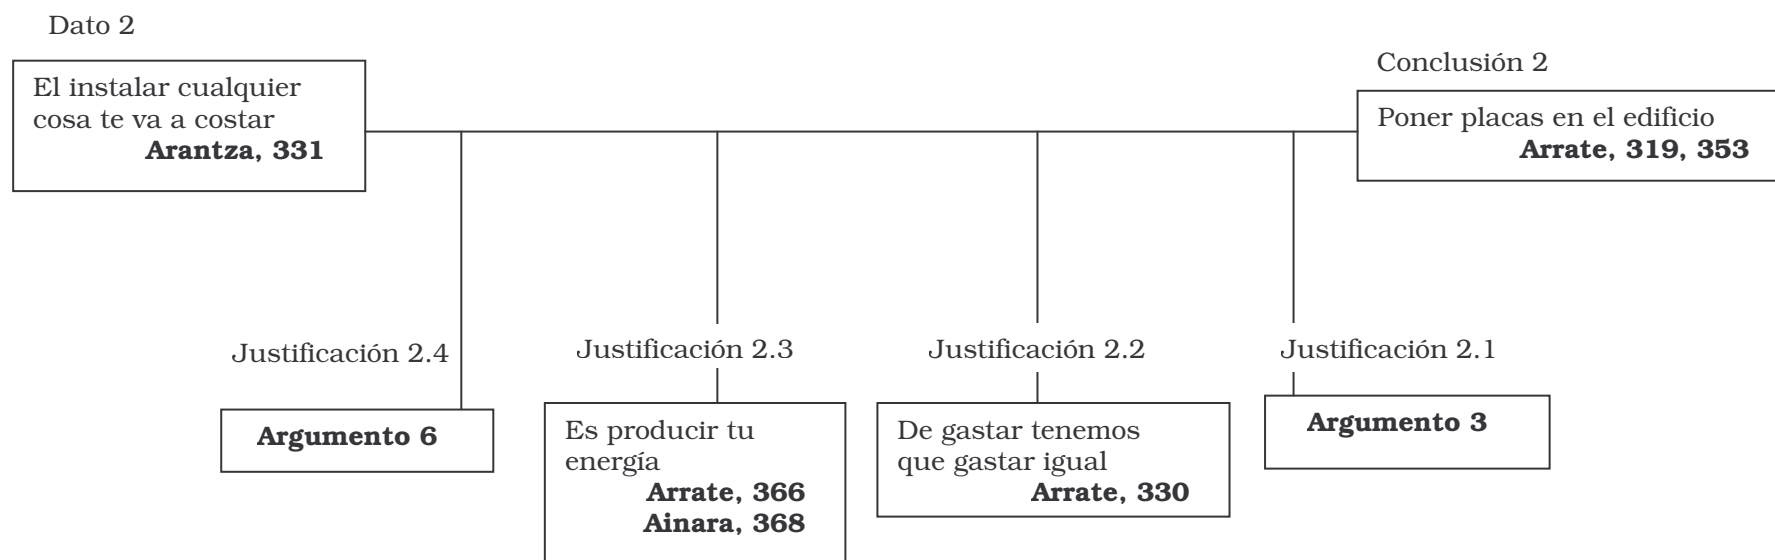 Dato 2
El instalar cualquier
cosa te va a costar
Arantza, 331
Conclusión 2
Poner placas en el edificio
Arrate, 319, 353
Justificación 2.4
Argumento 6
Justificación 2.3
Es producir tu
energía
Arrate, 366
Ainara, 368
Justificación 2.2
De gastar tenemos
que gastar igual
Arrate, 330
Justificación 2.1
Argumento 3